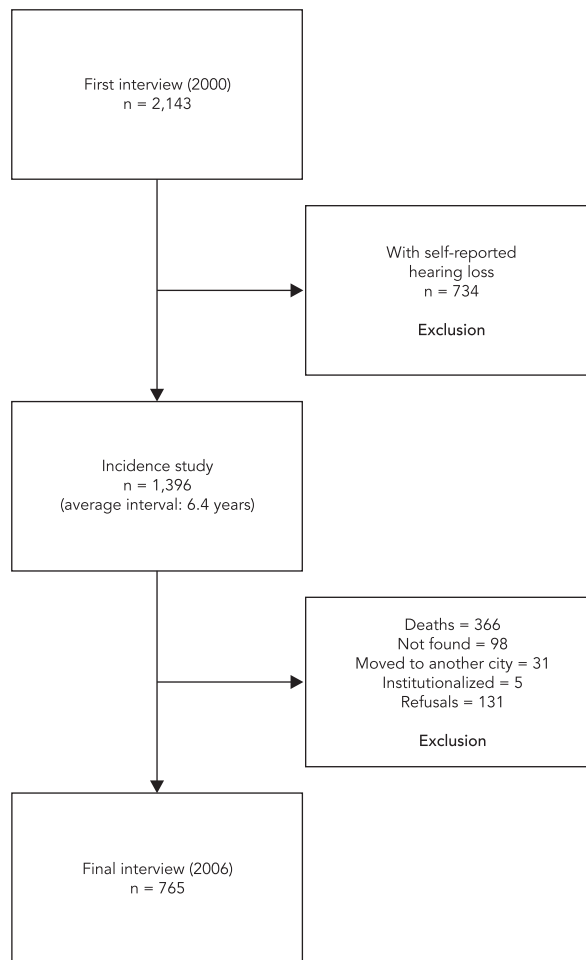 First interview (2000)
n = 2,143
With self-reported
hearing loss
n = 734
Exclusion
Incidence study
n = 1,396
(average interval: 6.4 years)
Deaths = 366
Not found = 98
Moved to another city = 31
Institutionalized = 5
Refusals = 131
Exclusion
Final interview (2006)
n = 765